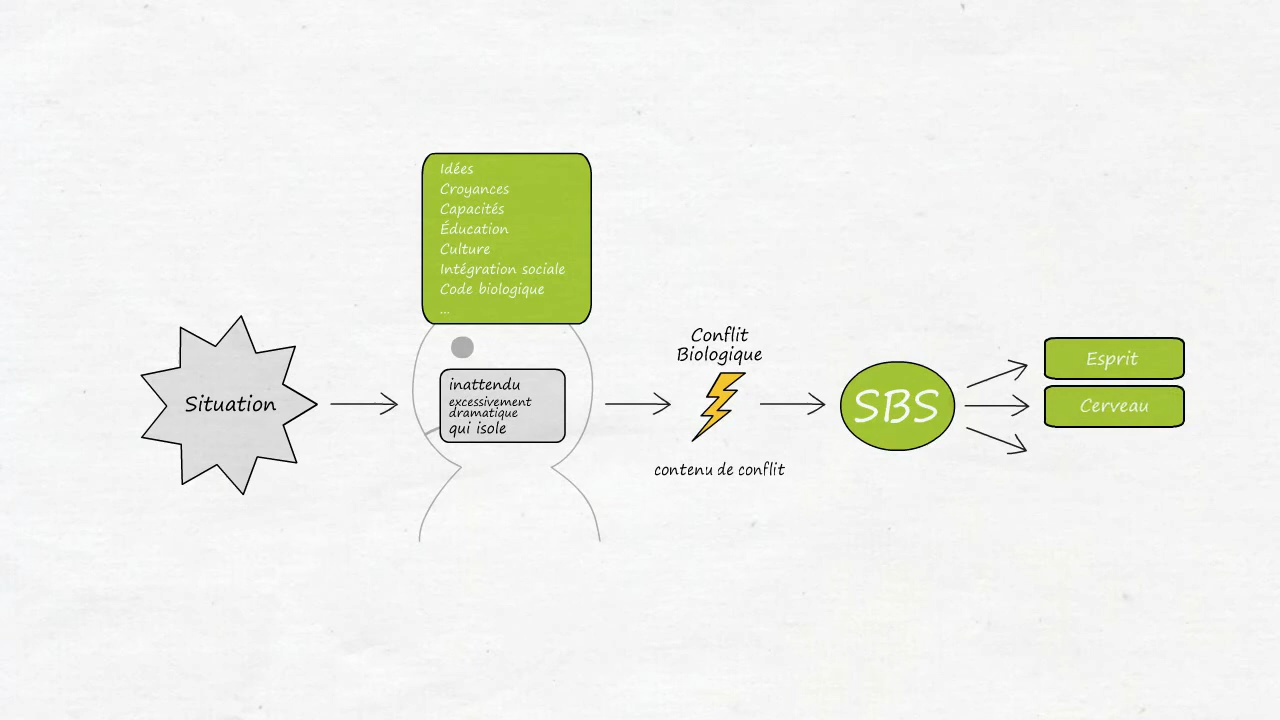 Situation
Idées
Croyances
Capacités
Éducation
Culture
Intégration sociale
Code biologique
...
inattendu
excessivement
dramatique
qui isole
Conflit
Biologique
contenu de conflit
SBS
Esprit
Cerveau